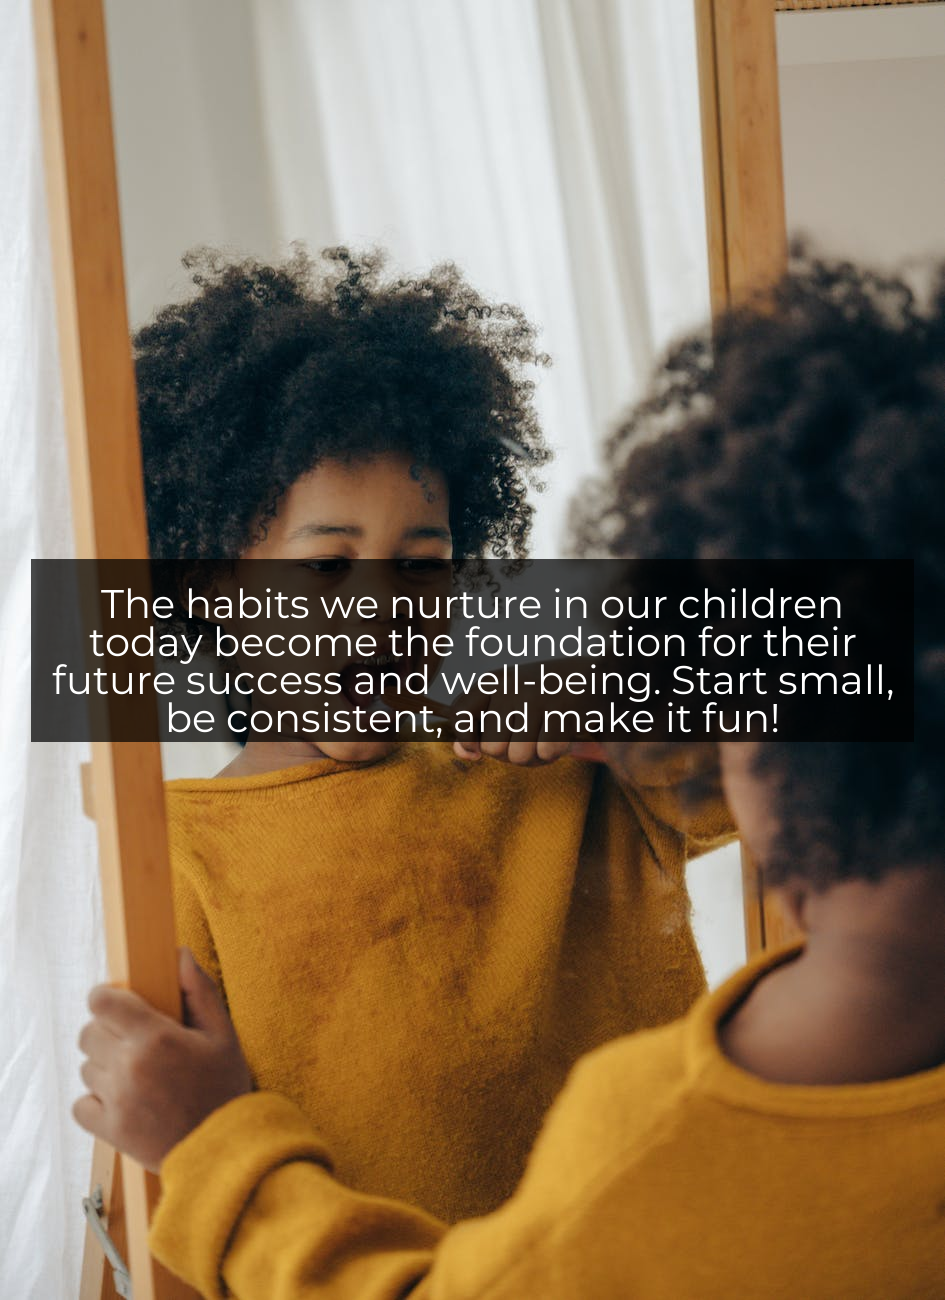 The habits we nurture in our children
today become the foundation for their
future success and well-being. Start small,
be consistent, and make it fun!